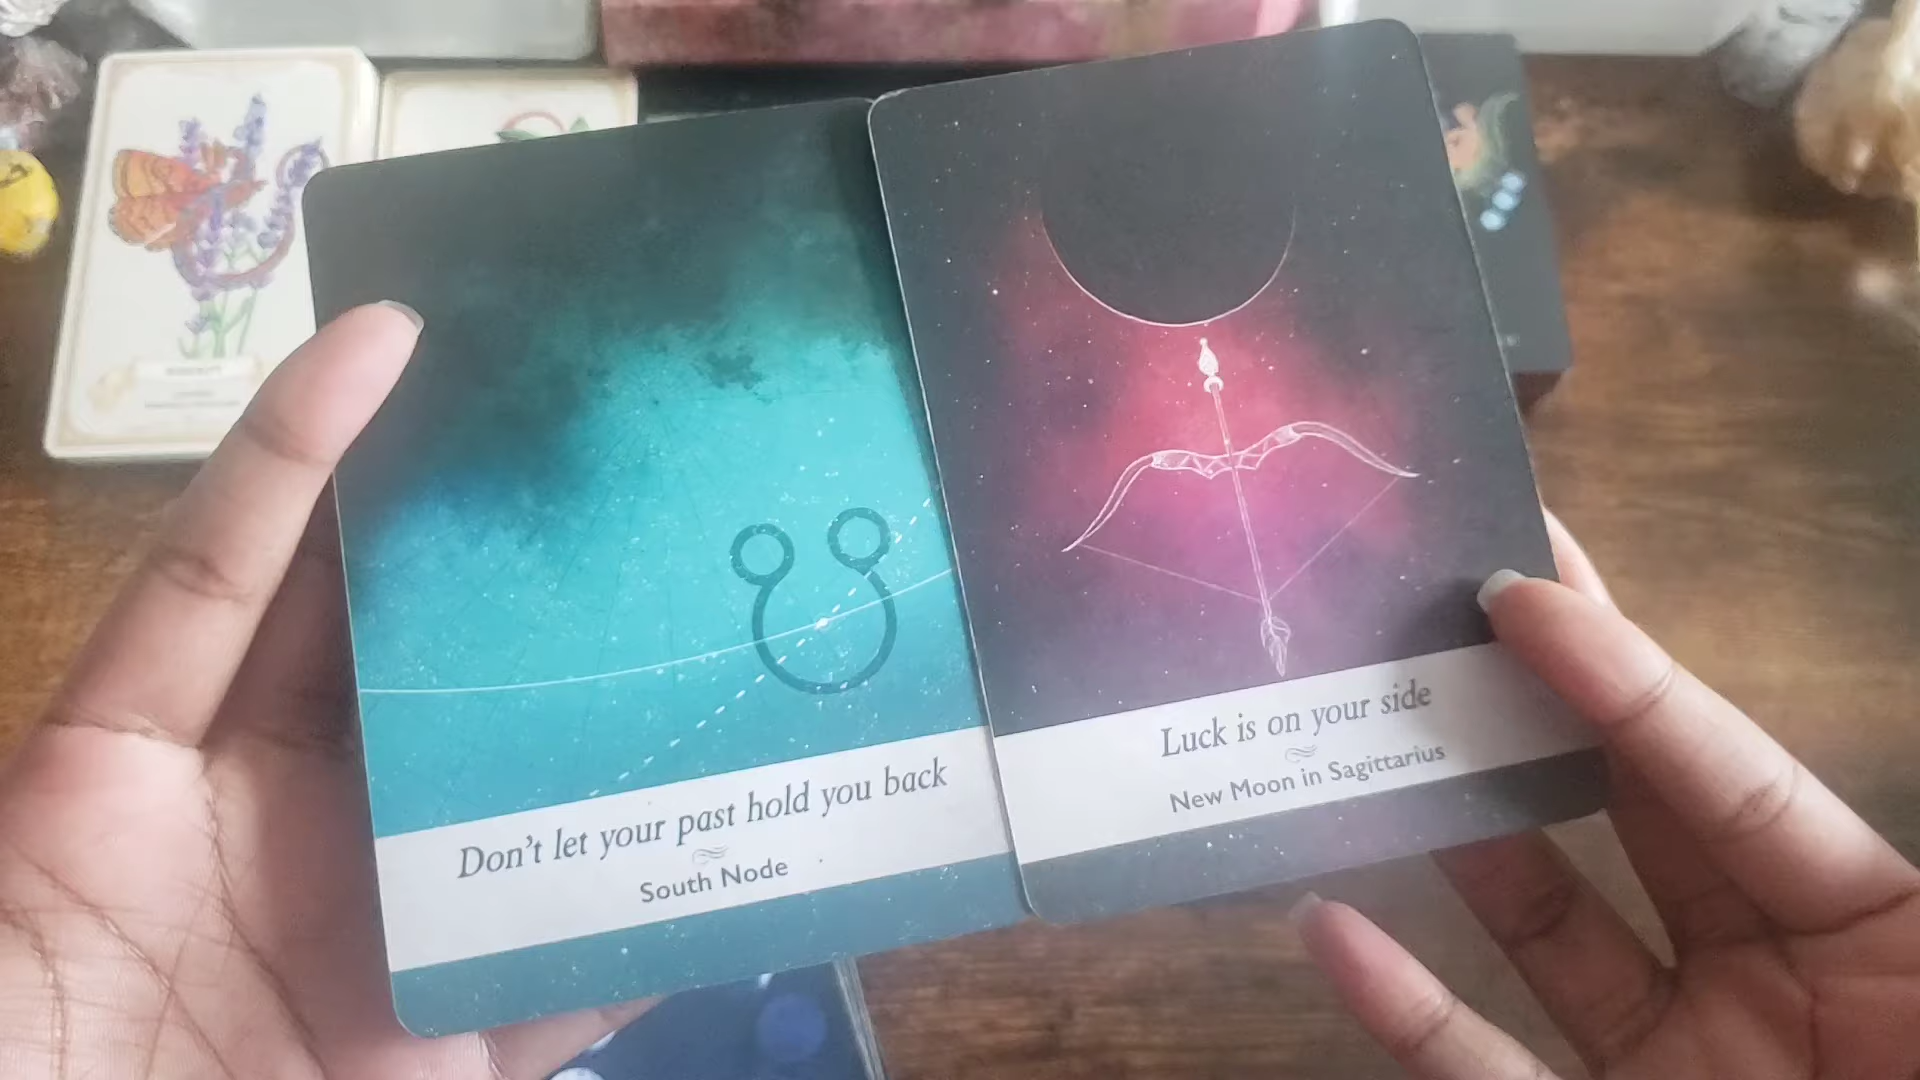 Don't let your past hold you back
South Node
Luck is on your side
New Moon in Sagittarius